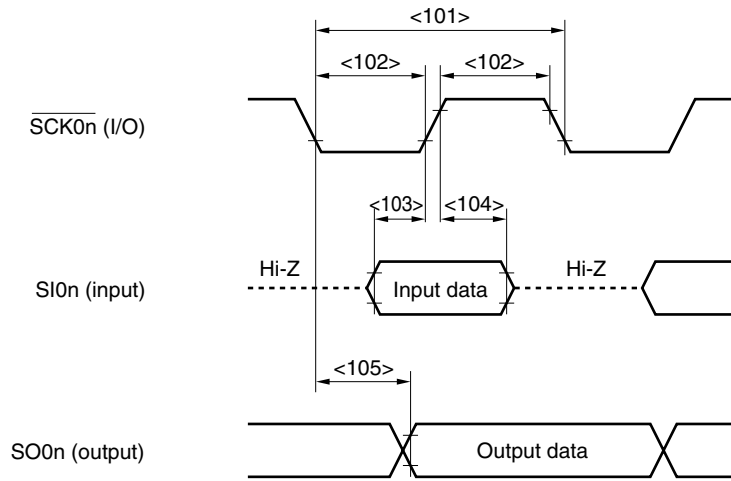 <101>
<102> <102>
SCK0n (I/O)
<103> <104>
Hi-Z Hi-Z
SI0n (input) Input data
<105>
SO0n (output) Output data